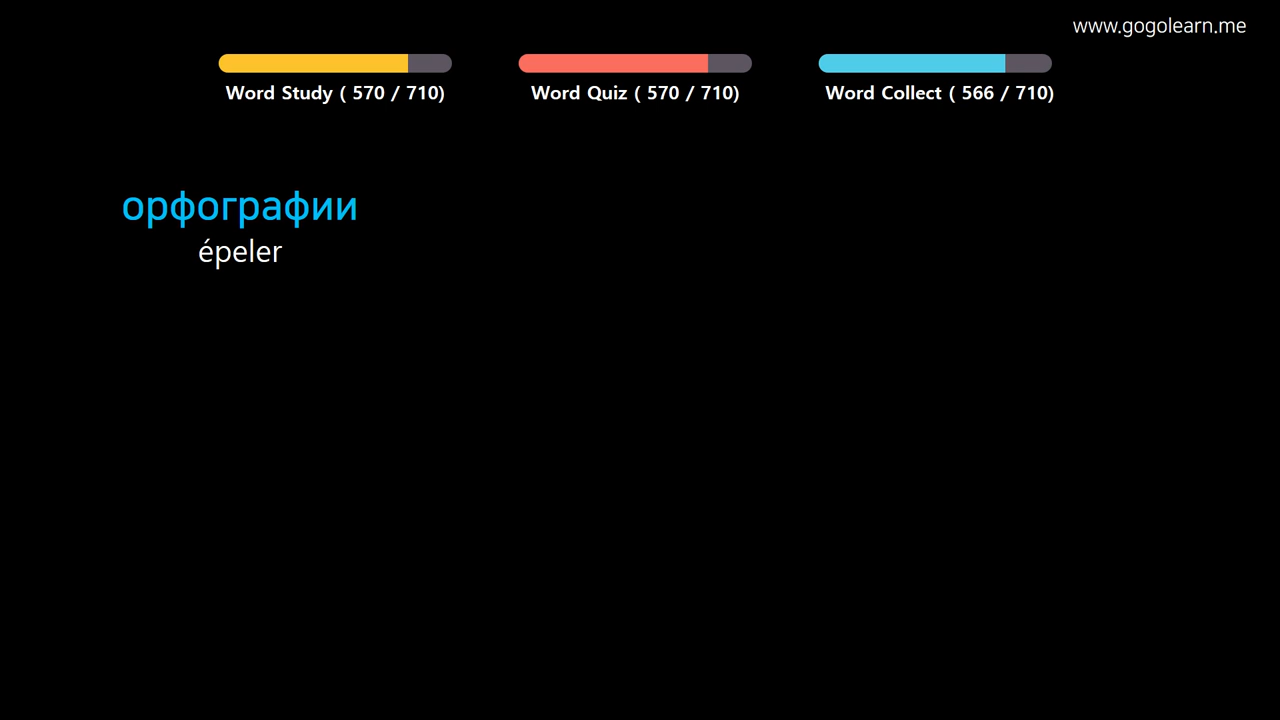 www.gogolearn.me
Word Study ( 570 / 710)
Word Quiz ( 570 / 710)
Word Collect ( 566 / 710)
орфографии
épeler